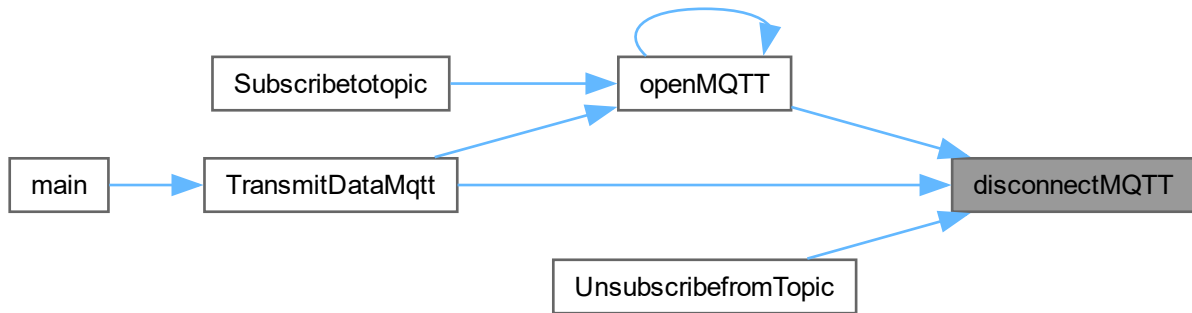 Subscribetotopic
openMQTT
main
TransmitDataMqtt
disconnectMQTT
UnsubscribefromTopic